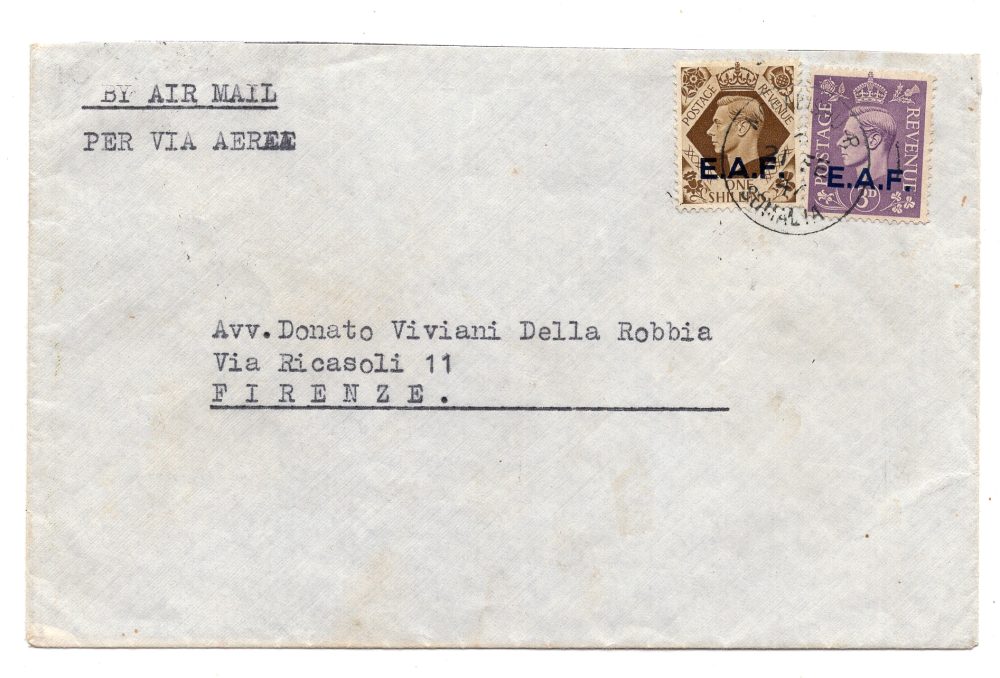 BY AIR MAIL
PER VIA AEREA
POSTAGE REVENUE
E.A.F.
ONE
SHILLING
POSTAGE REVENUE
E.A.F.
3D
SOMALIA
Avv. Donato Viviani Della Robbia
Via Ricasoli 11
FIRENZE.